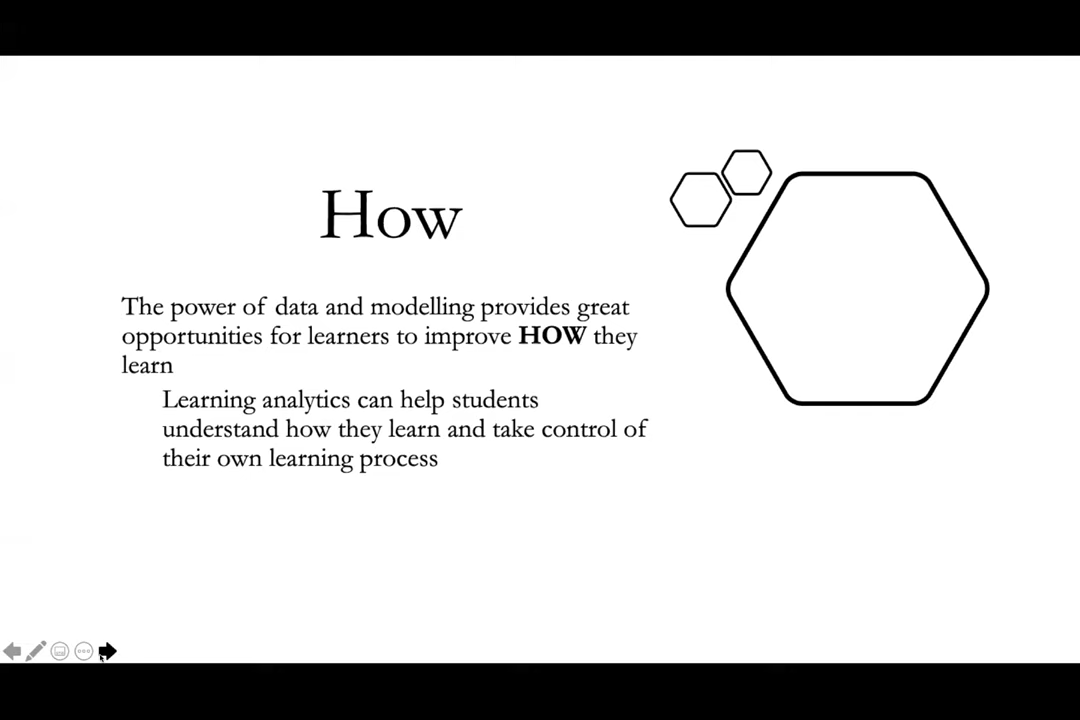 How
The power of data and modelling provides great
opportunities for learners to improve HOW they
learn
Learning analytics can help students
understand how they learn and take control of
their own learning process